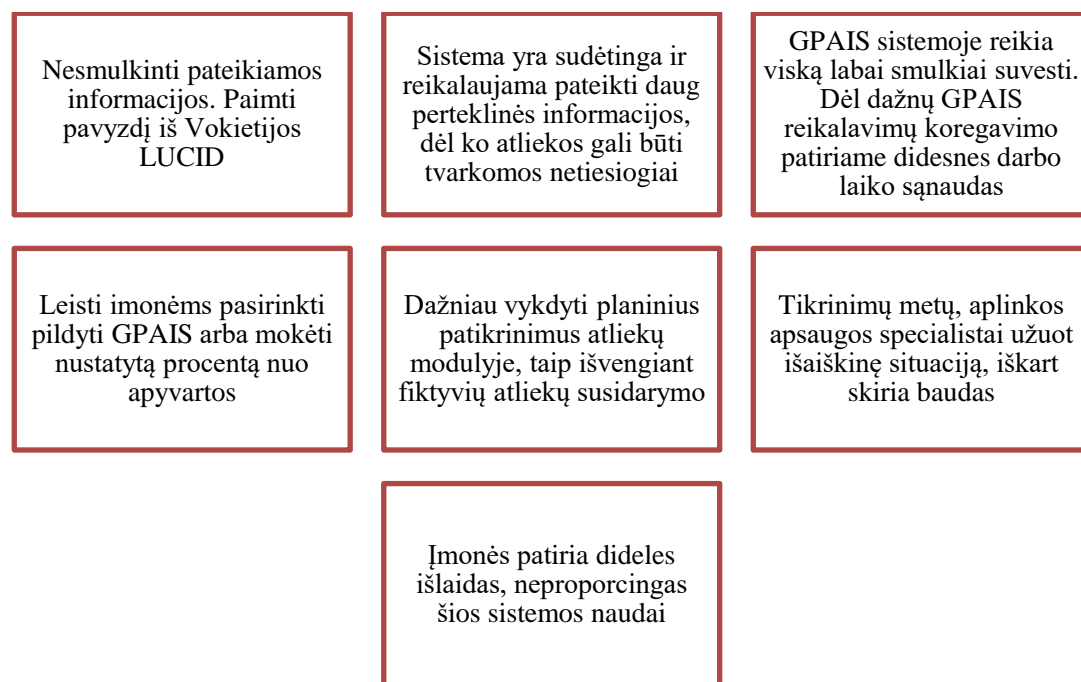 Nesmulkinti pateikiamos
informacijos. Paimti
pavyzdį iš Vokietijos
LUCID
Sistema yra sudėtinga ir
reikalaujama pateikti daug
perteklinės informacijos,
dėl ko atliekos gali būti
tvarkomos netiesiogiai
GPAIS sistemoje reikia
viską labai smulkiai suvesti.
Dėl dažnų GPAIS
reikalavimų koregavimo
patiriame didesnes darbo
laiko sąnaudas
Leisti imonėms pasirinkti
pildyti GPAIS arba mokėti
nustatytą procentą nuo
apyvartos
Dažniau vykdyti planinius
patikrinimus atliekų
modulyje, taip išvengiant
fiktyvių atliekų susidarymo
Tikrinimų metų, aplinkos
apsaugos specialistai užuot
išaiškinę situaciją, iškart
skiria baudas
Įmonės patiria dideles
išlaidas, neproporcingas
šios sistemos naudai